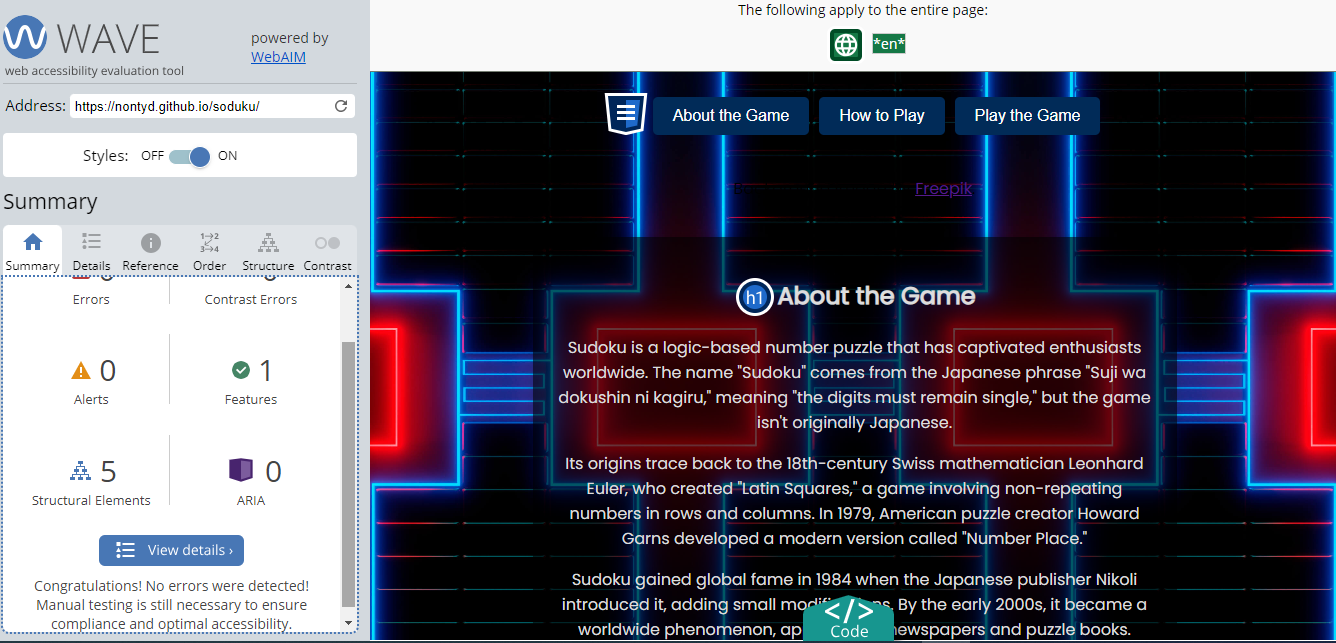 WAVE
web accessibility evaluation tool
powered by
WebAIM
Address: https://nontyd.github.io/soduku/
Styles: OFF ON
Summary
Summary Details Reference Order Structure Contrast
Errors Contrast Errors
0 1
Alerts Features
5 0
Structural Elements ARIA
View details ›
Congratulations! No errors were detected!
Manual testing is still necessary to ensure
compliance and optimal accessibility.
The following apply to the entire page:
*en*
About the Game How to Play Play the Game
Freepik
h1 About the Game
Sudoku is a logic-based number puzzle that has captivated enthusiasts
worldwide. The name "Sudoku" comes from the Japanese phrase "Suji wa
dokushin ni kagiru," meaning "the digits must remain single," but the game
isn't originally Japanese.
Its origins trace back to the 18th-century Swiss mathematician Leonhard
Euler, who created "Latin Squares," a game involving non-repeating
numbers in rows and columns. In 1979, American puzzle creator Howard
Garns developed a modern version called "Number Place."
Sudoku gained global fame in 1984 when the Japanese publisher Nikoli
introduced it, adding small By the early 2000s, it became a
worldwide phenomenon, newspapers and puzzle books.
</> Code